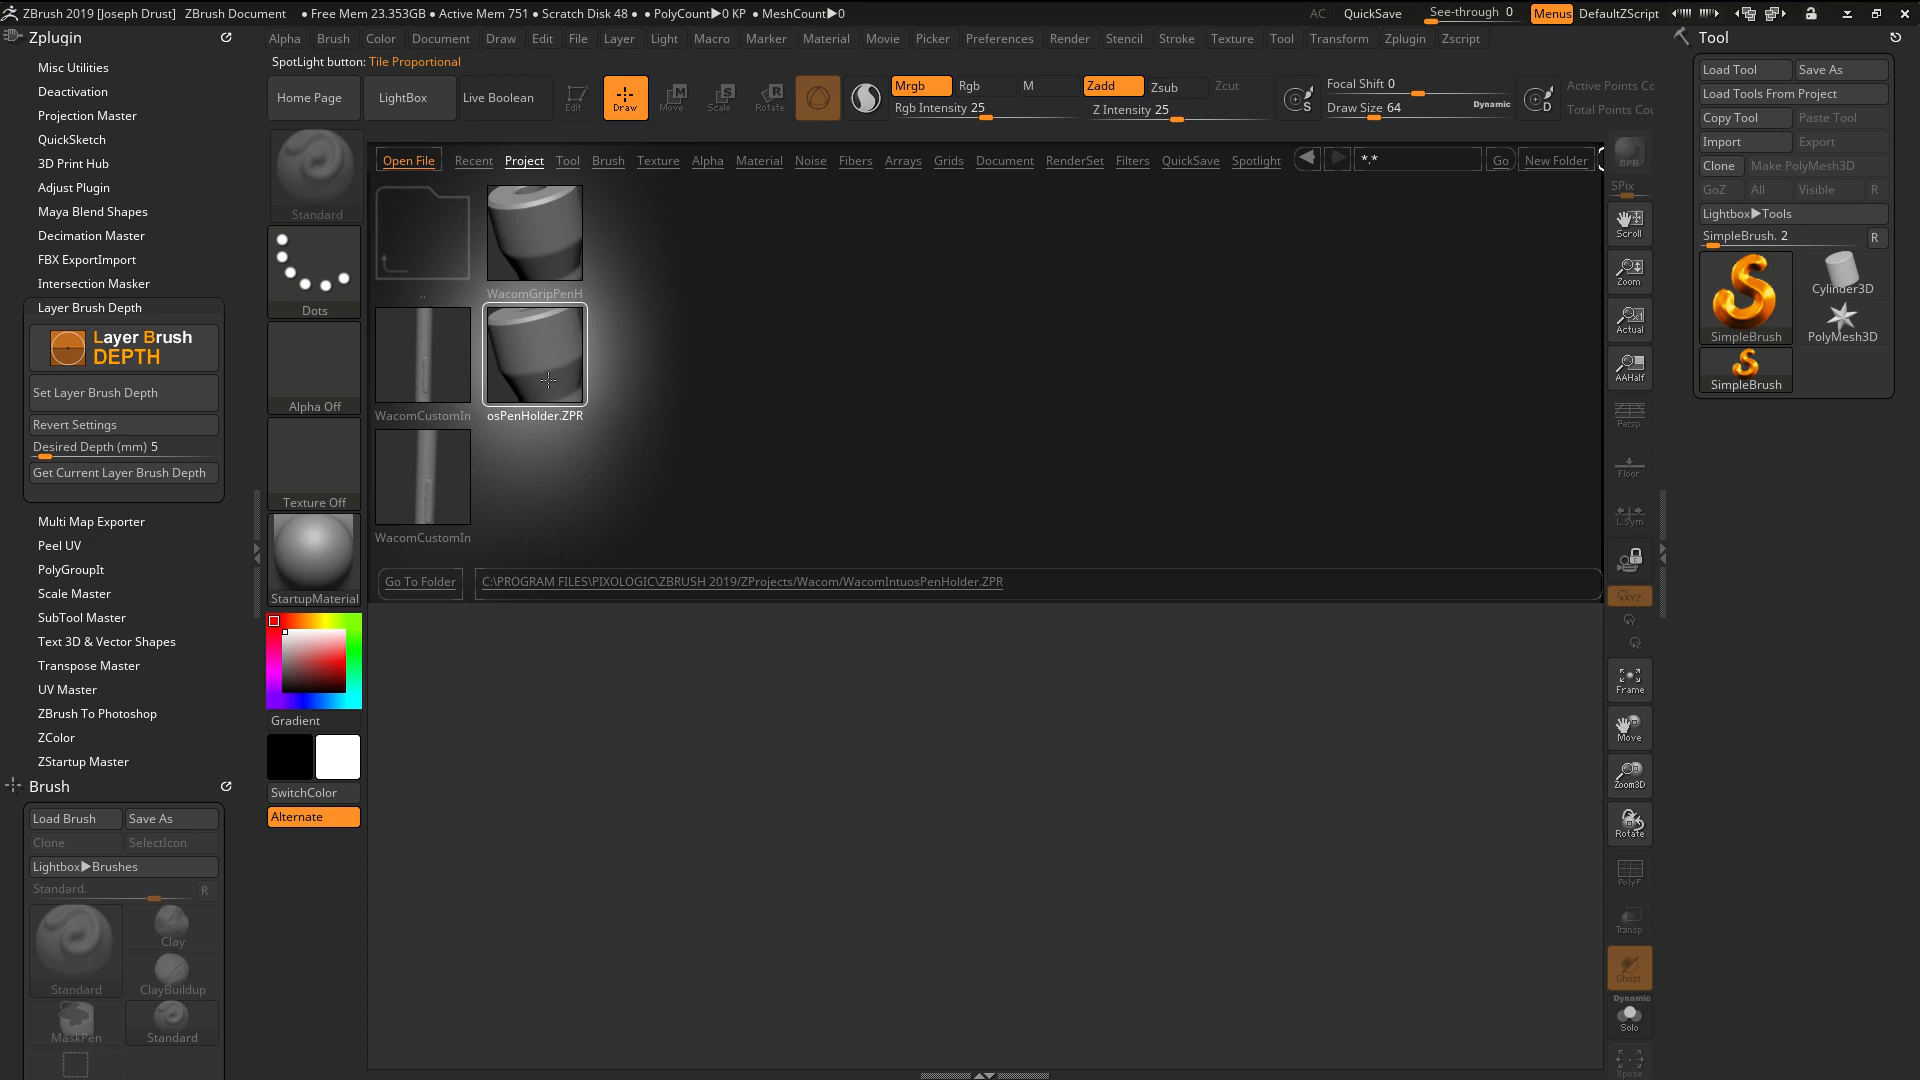 ZBrush 2019 [Joseph Drust] ZBrush Document • Free Mem 23.353GB • Active Mem 751 • Scratch Disk 48 • • PolyCount▶0 KP • MeshCount▶0 AC QuickSave See-through 0 Menus DefaultZScript
Zplugin
Alpha Brush Color Document Draw Edit File Layer Light Macro Marker Material Movie Picker Preferences Render Stencil Stroke Texture Tool Transform Zplugin Zscript
Tool
SpotLight button: Tile Proportional
Misc Utilities
Deactivation
Projection Master
QuickSketch
3D Print Hub
Adjust Plugin
Maya Blend Shapes
Decimation Master
FBX ExportImport
Intersection Masker
Layer Brush Depth
Layer Brush
DEPTH
Set Layer Brush Depth
Revert Settings
Desired Depth (mm) 5
Get Current Layer Brush Depth
Multi Map Exporter
Peel UV
PolyGroupIt
Scale Master
SubTool Master
Text 3D & Vector Shapes
Transpose Master
UV Master
ZBrush To Photoshop
ZColor
ZStartup Master
Brush
Load Brush Save As
Clone SelectIcon
Lightbox▶Brushes
Standard. R
Clay
Standard ClayBuildup
MaskPen Standard
Home Page LightBox Live Boolean
Edit Draw Move Scale Rotate
Mrgb Rgb M
Rgb Intensity 25
Zadd Zsub Zcut
Z Intensity 25
S
Focal Shift 0
Draw Size 64 Dynamic
D
Active Points Co
Total Points Cou
Standard
Dots
Alpha Off
Texture Off
StartupMaterial
Gradient
SwitchColor
Alternate
Open File Recent Project Tool Brush Texture Alpha Material Noise Fibers Arrays Grids Document RenderSet Filters QuickSave Spotlight *.* Go New Folder
.. WacomGripPenH
WacomCustomIn osPenHolder.ZPR
WacomCustomIn
Go To Folder C:\PROGRAM FILES\PIXOLOGIC\ZBRUSH 2019/ZProjects/Wacom/WacomIntuosPenHolder.ZPR
BPR
SPix
Scroll
Zoom
Actual
AAHalf
Persp
Floor
L.Sym
XYZ
Y
Z
Frame
Move
Zoom3D
Rotate
PolyF
Transp
Ghost
Dynamic
Solo
Xpose
Load Tool Save As
Load Tools From Project
Copy Tool Paste Tool
Import Export
Clone Make PolyMesh3D
GoZ All Visible R
Lightbox▶Tools
SimpleBrush. 2 R
Cylinder3D
SimpleBrush PolyMesh3D
SimpleBrush